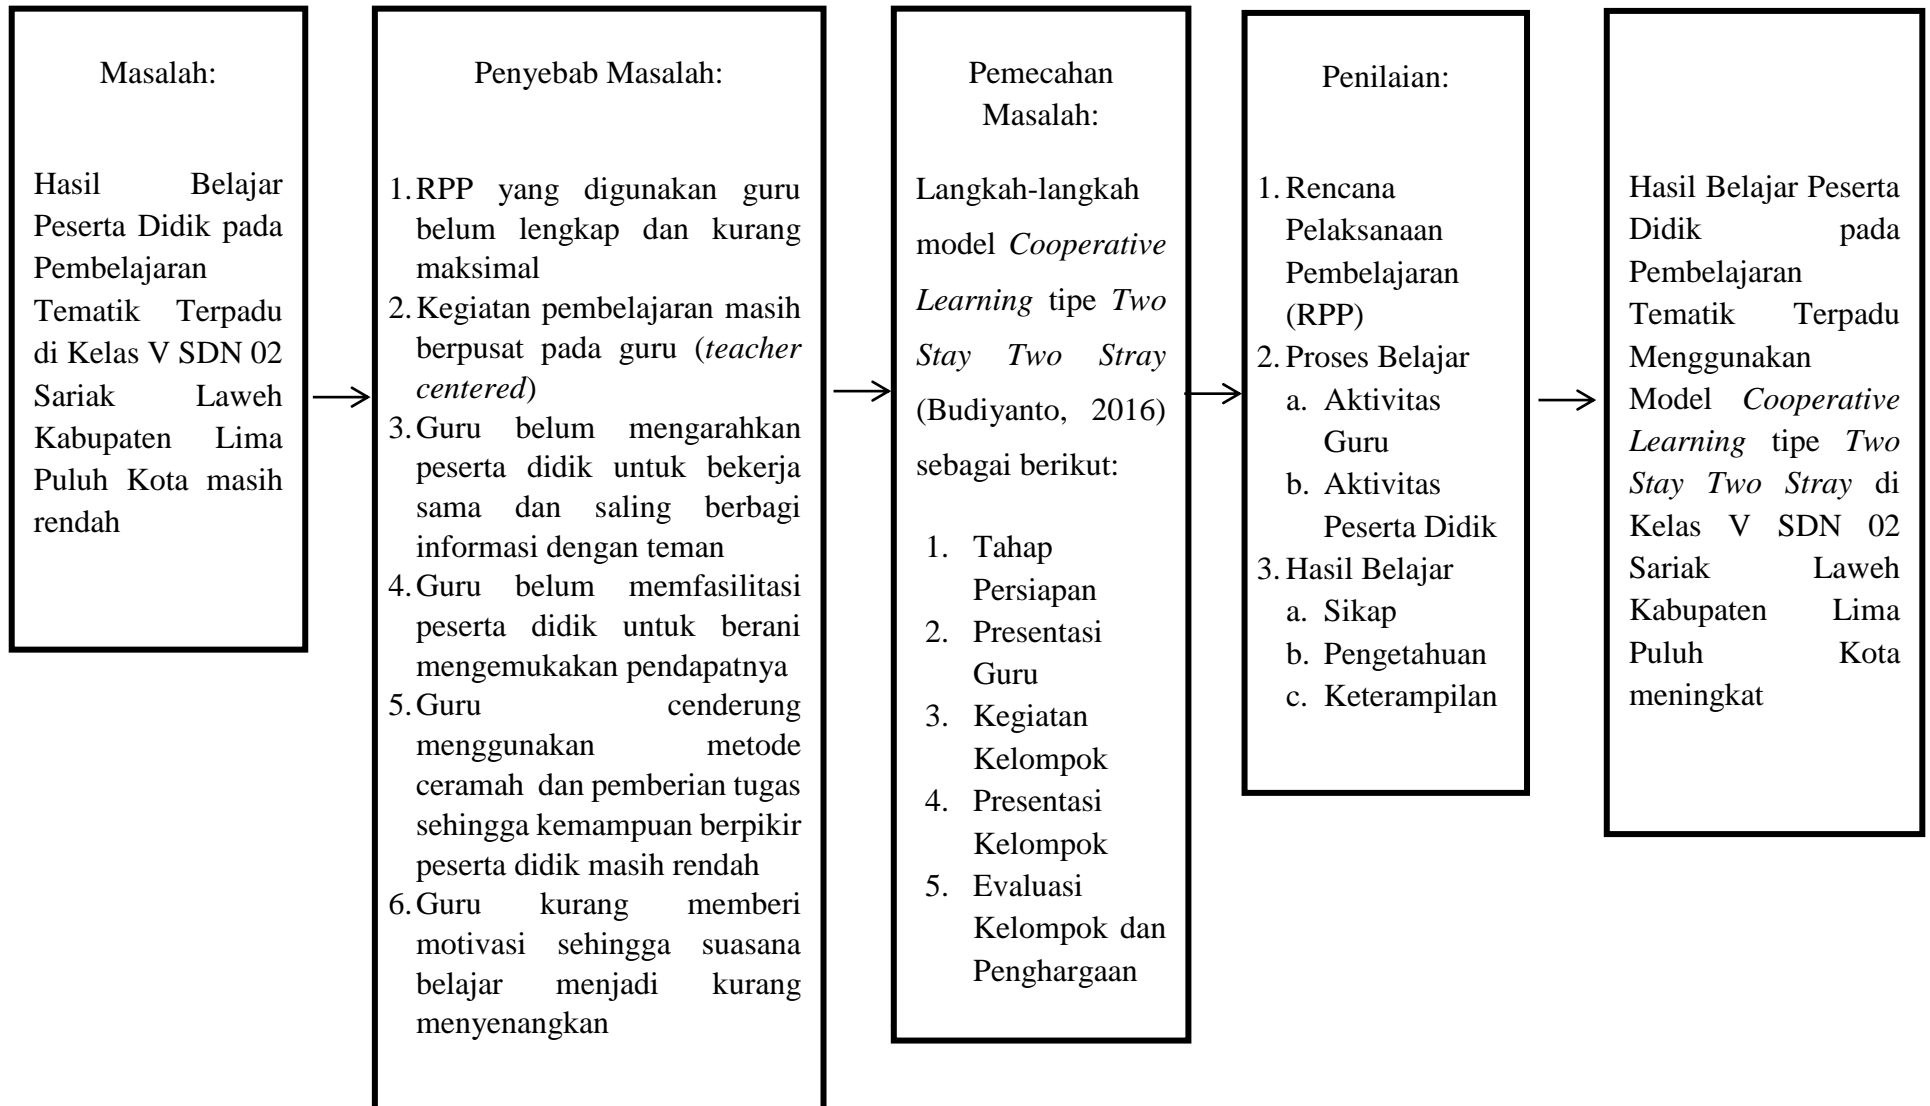 Masalah:
Hasil Belajar
Peserta Didik pada
Pembelajaran
Tematik Terpadu
di Kelas V SDN 02
Sariak Laweh
Kabupaten Lima
Puluh Kota masih
rendah
Penyebab Masalah:
1. RPP yang digunakan guru
belum lengkap dan kurang
maksimal
2. Kegiatan pembelajaran masih
berpusat pada guru (teacher
centered)
3. Guru belum mengarahkan
peserta didik untuk bekerja
sama dan saling berbagi
informasi dengan teman
4. Guru belum memfasilitasi
peserta didik untuk berani
mengemukakan pendapatnya
5. Guru cenderung
menggunakan metode
ceramah dan pemberian tugas
sehingga kemampuan berpikir
peserta didik masih rendah
6. Guru kurang memberi
motivasi sehingga suasana
belajar menjadi kurang
menyenangkan
Pemecahan
Masalah:
Langkah-langkah
model Cooperative
Learning tipe Two
Stay Two Stray
(Budiyanto, 2016)
sebagai berikut:
1. Tahap
Persiapan
2. Presentasi
Guru
3. Kegiatan
Kelompok
4. Presentasi
Kelompok
5. Evaluasi
Kelompok dan
Penghargaan
Penilaian:
1. Rencana
Pelaksanaan
Pembelajaran
(RPP)
2. Proses Belajar
a. Aktivitas
Guru
b. Aktivitas
Peserta Didik
3. Hasil Belajar
a. Sikap
b. Pengetahuan
c. Keterampilan
Hasil Belajar Peserta
Didik pada
Pembelajaran
Tematik Terpadu
Menggunakan
Model Cooperative
Learning tipe Two
Stay Two Stray di
Kelas V SDN 02
Sariak Laweh
Kabupaten Lima
Puluh Kota
meningkat